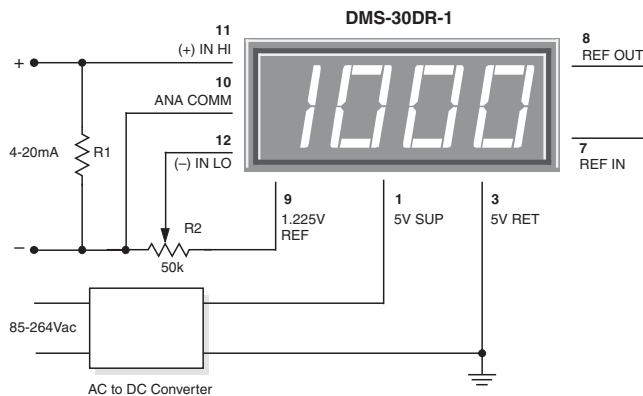 DMS-30DR-1
11
(+) IN HI
8
REF OUT
+
1000
10
ANA COMM
4-20mA
R1
12
(–) IN LO
7
REF IN
–
R2
50k
9
1.225V
REF
1
5V SUP
3
5V RET
85-264Vac
AC to DC Converter